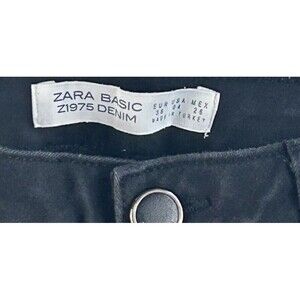 ZARA BASIC
Z1975 DENIM
EUR USA MEX
36 04 26
MADE IN TURKEY